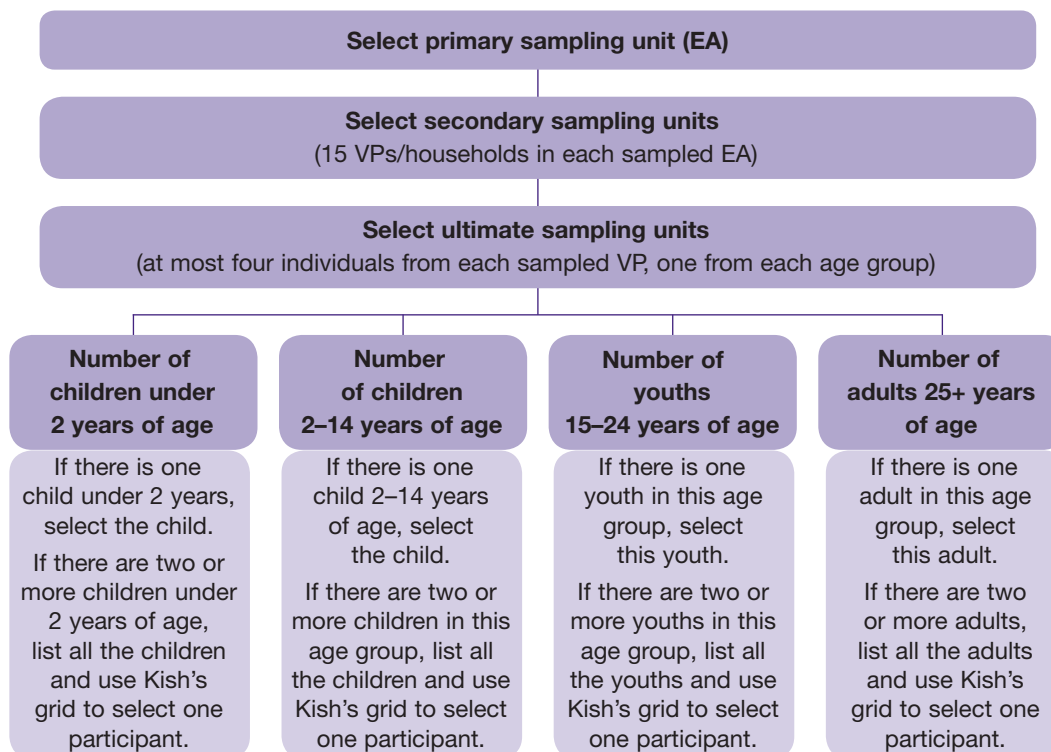 Select primary sampling unit (EA)
Select secondary sampling units
(15 VPs/households in each sampled EA)
Select ultimate sampling units
(at most four individuals from each sampled VP, one from each age group)
Number of
children under
2 years of age
If there is one
child under 2 years,
select the child.
If there are two or
more children under
2 years of age,
list all the children
and use Kish’s
grid to select one
participant.
Number
of children
2–14 years of age
If there is one
child 2–14 years
of age, select
the child.
If there are two or
more children in this
age group, list all
the children and use
Kish’s grid to select
one participant.
Number of
youths
15–24 years of age
If there is one
youth in this age
group, select
this youth.
If there are two or
more youths in this
age group, list all
the youths and use
Kish’s grid to select
one participant.
Number of
adults 25+ years
of age
If there is one
adult in this age
group, select
this adult.
If there are two
or more adults,
list all the adults
and use Kish’s
grid to select one
participant.